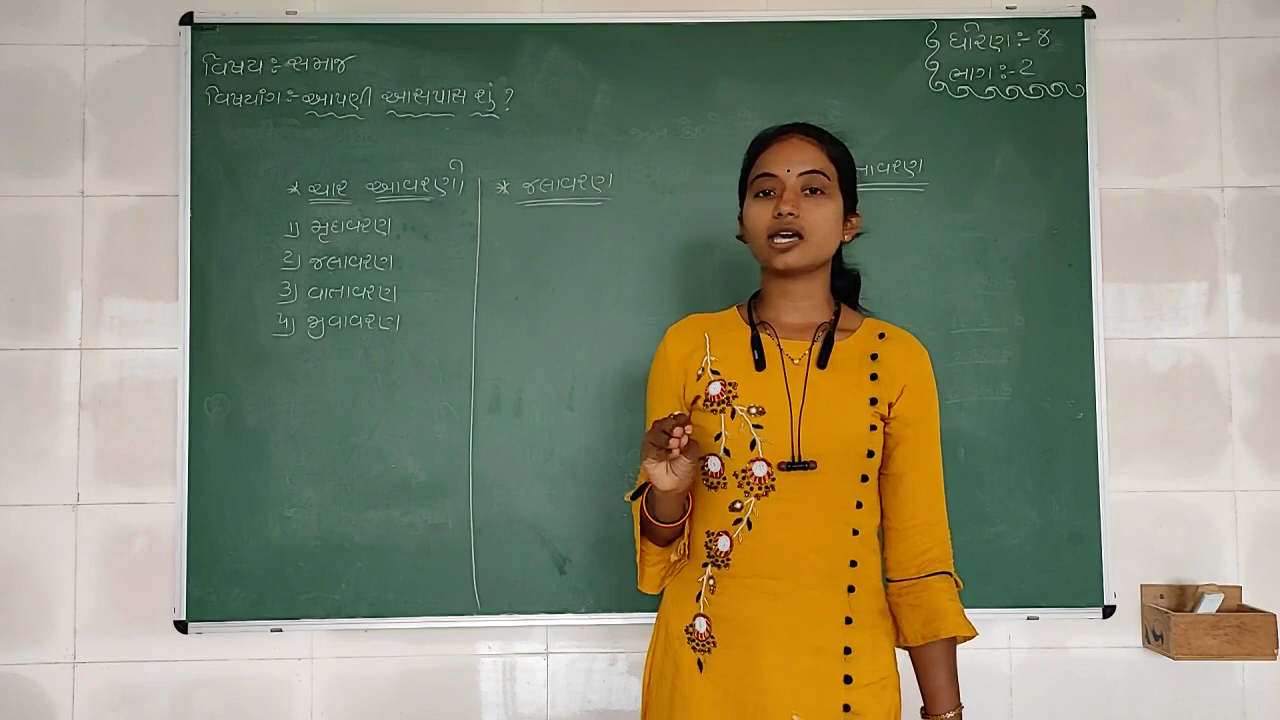 વિષય :- સમાજ
વિષયાંગ :- આપણી આસપાસ શું ?
ધોરણ :- 8
ભાગ :- 2
* ચાર આવરણો
1) મૃદાવરણ
2) જલાવરણ
3) વાતાવરણ
4) જીવાવરણ
* જલાવરણ
તાવરણ